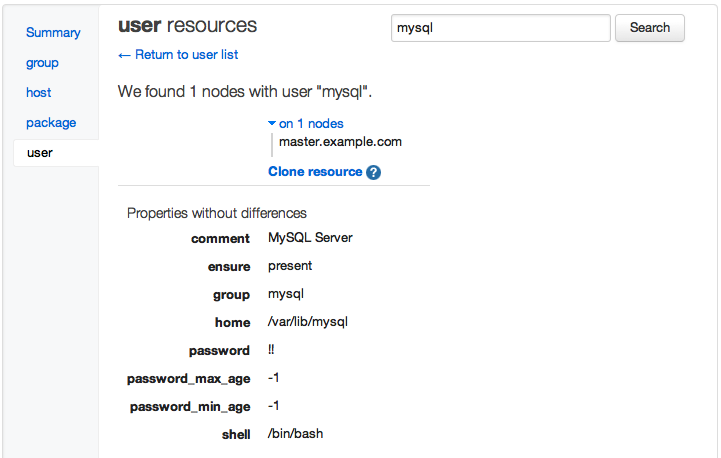 Summary
group
host
package
user
user resources
mysql
Search
← Return to user list
We found 1 nodes with user "mysql".
on 1 nodes
master.example.com
Clone resource ?
Properties without differences
comment MySQL Server
ensure present
group mysql
home /var/lib/mysql
password !!
password_max_age -1
password_min_age -1
shell /bin/bash